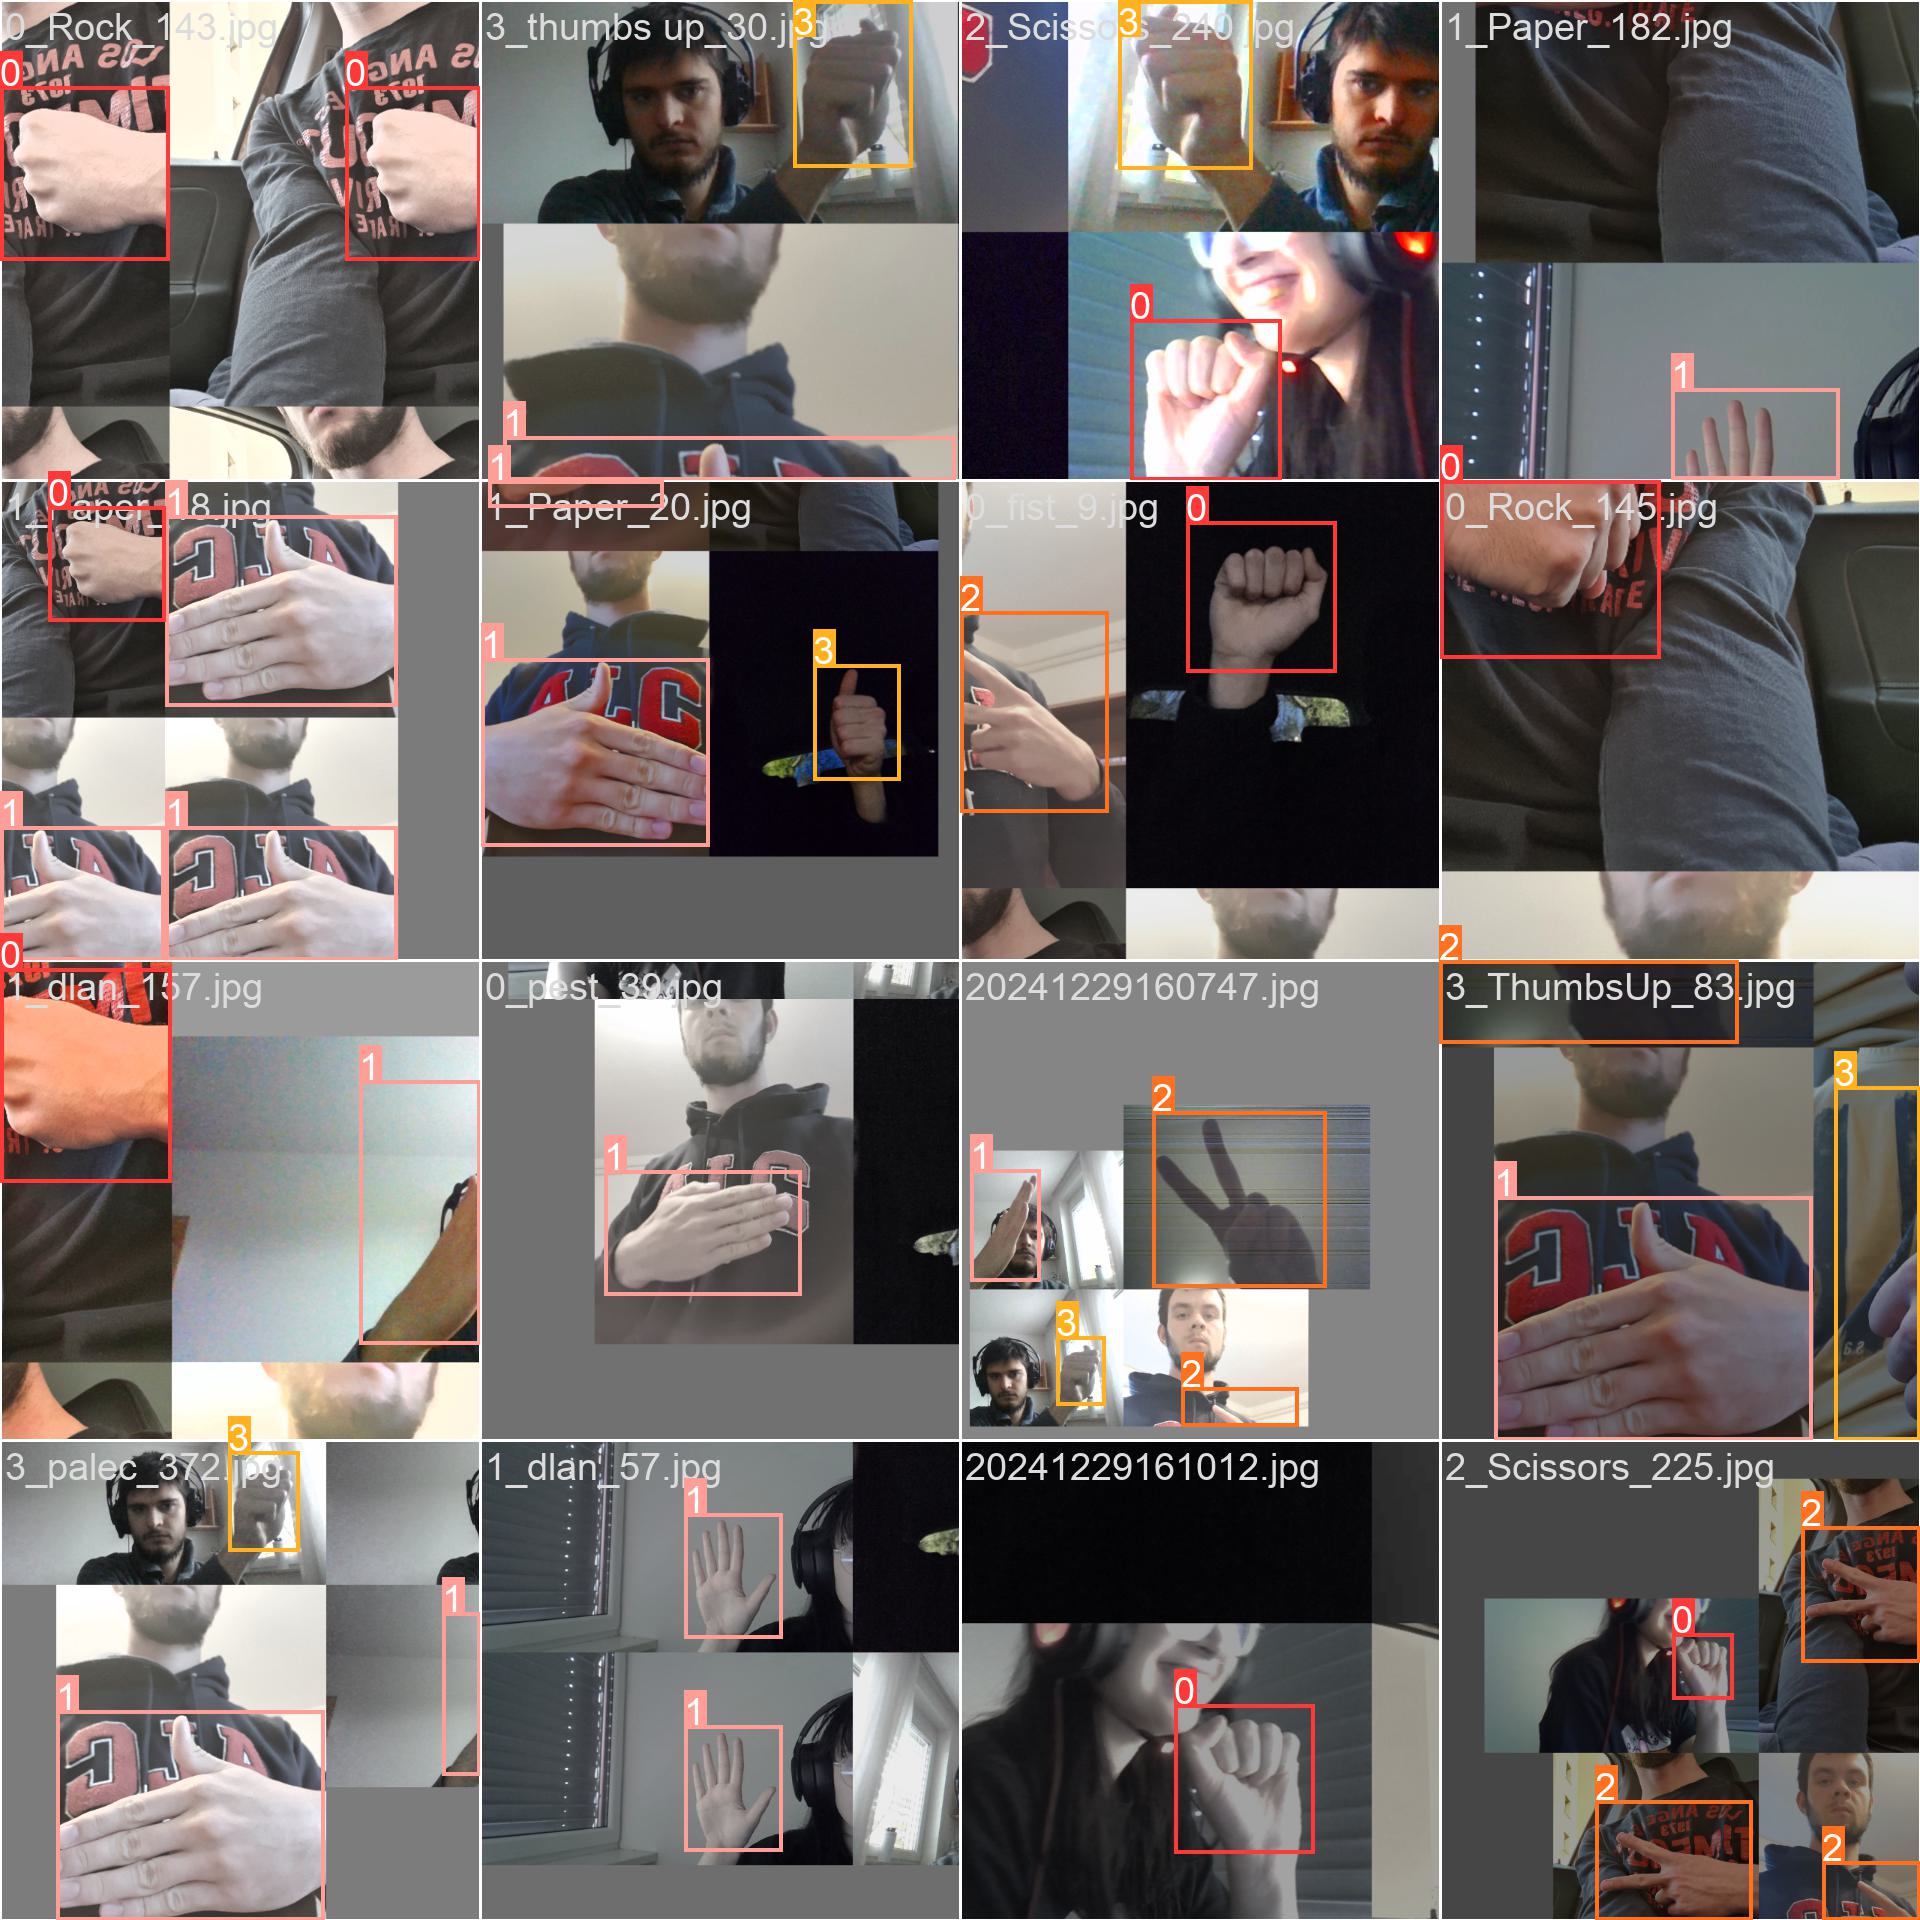 0_Rock_143.jpg
3_thumbs up_30.jpg
2_Scissors_240.jpg
1_Paper_182.jpg
0
0
3
1
1
3
0
1
0
1_Paper_18.jpg
1_Paper_20.jpg
0_fist_9.jpg
0_Rock_145.jpg
0
1
1
1
0
1
3
2
0
2
1_dlan_157.jpg
0_pest_39.jpg
20241229160747.jpg
3_ThumbsUp_83.jpg
1
1
1
2
3
2
1
3
3_palec_372.jpg
1_dlan_57.jpg
20241229161012.jpg
2_Scissors_225.jpg
3
1
1
1
1
0
0
2
2
2